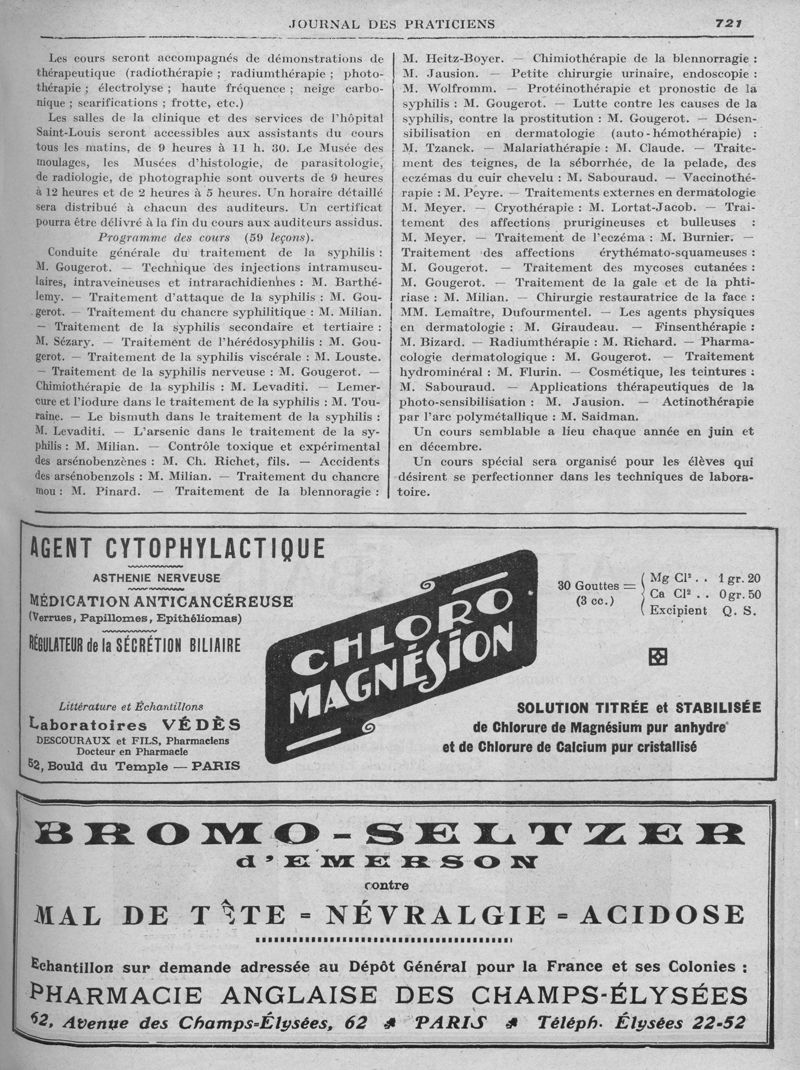 JOURNAL DES PRATICIENS 721
Les cours seront accompagnés de démonstrations de
thérapeutique (radiothérapie ; radiumthérapie ; photo-
thérapie ; électrolyse ; haute fréquence ; neige carbo-
nique ; scarifications ; frotte, etc.)
Les salles de la clinique et des services de l'hôpital
Saint-Louis seront accessibles aux assistants du cours
tous les matins, de 9 heures à 11 h. 30. Le Musée des
moulages, les Musées d'histologie, de parasitologie,
de radiologie, de photographie sont ouverts de 9 heures
à 12 heures et de 2 heures à 5 heures. Un horaire détaillé
sera distribué à chacun des auditeurs. Un certificat
pourra être délivré à la fin du cours aux auditeurs assidus.
Programme des cours (59 leçons).
Conduite générale du traitement de la syphilis :
M. Gougerot. — Technique des injections intramuscu-
laires, intraveineuses et intrarachidiennes : M. Barthé-
lemy. — Traitement d'attaque de la syphilis : M. Gou-
gerot. — Traitement du chancre syphilitique : M. Milian.
— Traitement de la syphilis secondaire et tertiaire :
M. Sézary. — Traitement de l'hérédosyphilis : M. Gou-
gerot. — Traitement de la syphilis viscérale : M. Louste.
— Traitement de la syphilis nerveuse : M. Gougerot. —
Chimiothérapie de la syphilis : M. Levaditi. — Lemer-
cure et l'iodure dans le traitement de la syphilis : M. Tou-
raine. — Le bismuth dans le traitement de la syphilis :
M. Levaditi. — L'arsenic dans le traitement de la sy-
philis : M. Milian. — Contrôle toxique et expérimental
des arsénobenzènes : M. Ch. Richet, fils. — Accidents
des arsénobenzols : M. Milian. — Traitement du chancre
mou : M. Pinard. — Traitement de la blennoragie :
M. Heitz-Boyer. — Chimiothérapie de la blennorragie :
M. Jausion. — Petite chirurgie urinaire, endoscopie :
M. Wolfromm. — Protéinothérapie et pronostic de la
syphilis : M. Gougerot. — Lutte contre les causes de la
syphilis, contre la prostitution : M. Gougerot. — Désen-
sibilisation en dermatologie (auto-hémothérapie) :
M. Tzanck. — Malariathérapie : M. Claude. — Traite-
ment des teignes, de la séborrhée, de la pelade, des
eczémas du cuir chevelu : M. Sabouraud. — Vaccinothé-
rapie : M. Peyre. — Traitements externes en dermatologie
M. Meyer. — Cryothérapie : M. Lortat-Jacob. — Trai-
tement des affections prurigineuses et bulleuses :
M. Meyer. — Traitement de l'eczéma : M. Burnier. —
Traitement des affections érythémato-squameuses :
M. Gougerot. — Traitement des mycoses cutanées :
M. Gougerot. — Traitement de la gale et de la phti-
riase : M. Milian. — Chirurgie restauratrice de la face :
MM. Lemaître, Dufourmentel. — Les agents physiques
en dermatologie : M. Giraudeau. — Finsenthérapie :
M. Bizard. — Radiumthérapie : M. Richard. — Pharma-
cologie dermatologique : M. Gougerot. — Traitement
hydrominéral : M. Flurin. — Cosmétique, les teintures :
M. Sabouraud. — Applications thérapeutiques de la
photo-sensibilisation : M. Jausion. — Actinothérapie
par l'arc polymétallique : M. Saidman.
Un cours semblable a lieu chaque année en juin et
en décembre.
Un cours spécial sera organisé pour les élèves qui
désirent se perfectionner dans les techniques de labora-
toire.
AGENT CYTOPHYLACTIQUE
ASTHENIE NERVEUSE
MÉDICATION ANTICANCÉREUSE
(Verrues, Papillomes, Epithéliomas)
RÉGULATEUR de la SÉCRÉTION BILIAIRE
Littérature et Échantillons
Laboratoires VÉDÈS
DESCOURAUX et FILS, Pharmaciens
Docteur en Pharmacie
52, Bould du Temple — PARIS
CHLORO
MAGNÉSION
30 Gouttes = { Mg Cl² . . 1 gr. 20
(3 cc.) Ca Cl² . . 0 gr. 50
Excipient Q. S.
SOLUTION TITRÉE et STABILISÉE
de Chlorure de Magnésium pur anhydre
et de Chlorure de Calcium pur cristallisé
BROMO-SELTZER
d'EMERSON
contre
MAL DE TÊTE = NÉVRALGIE = ACIDOSE
Echantillon sur demande adressée au Dépôt Général pour la France et ses Colonies :
PHARMACIE ANGLAISE DES CHAMPS-ÉLYSÉES
62, Avenue des Champs-Élysées, 62 PARIS Téléph. Élysées 22-52